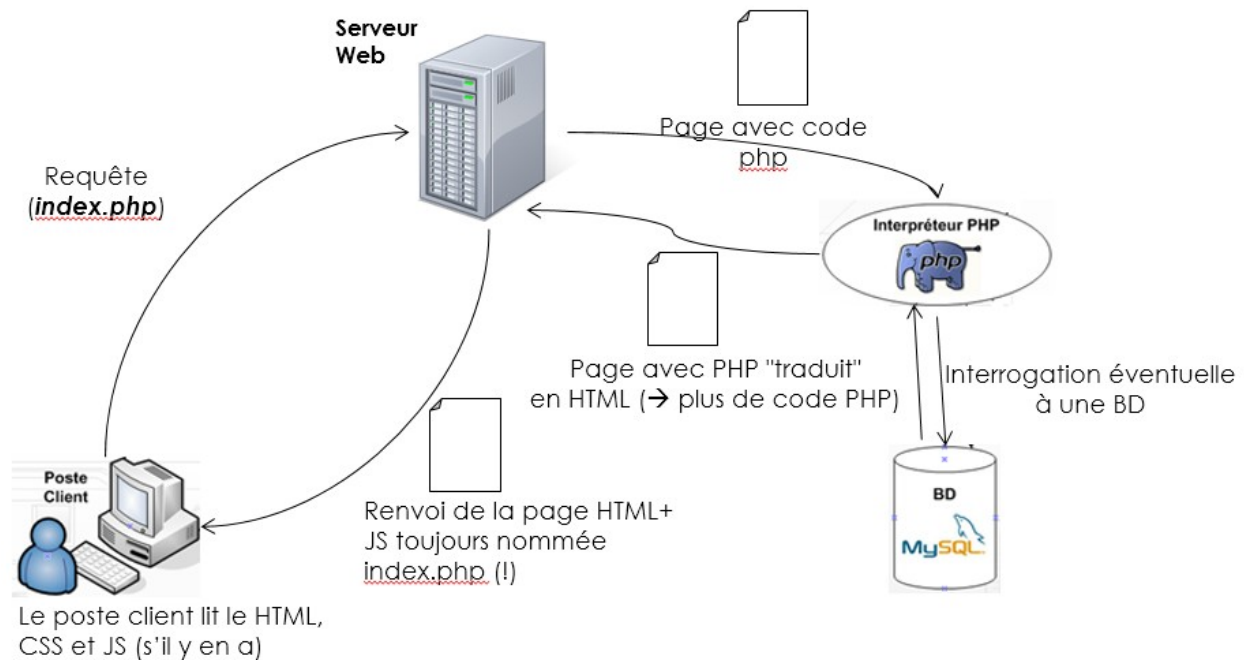 Serveur
Web
Page avec code
php
Requête
(index.php)
Interpréteur PHP
php
Page avec PHP "traduit"
en HTML (→ plus de code PHP)
Interrogation éventuelle
à une BD
Poste
Client
BD
MySQL
Renvoi de la page HTML+
JS toujours nommée
index.php (!)
Le poste client lit le HTML,
CSS et JS (s'il y en a)